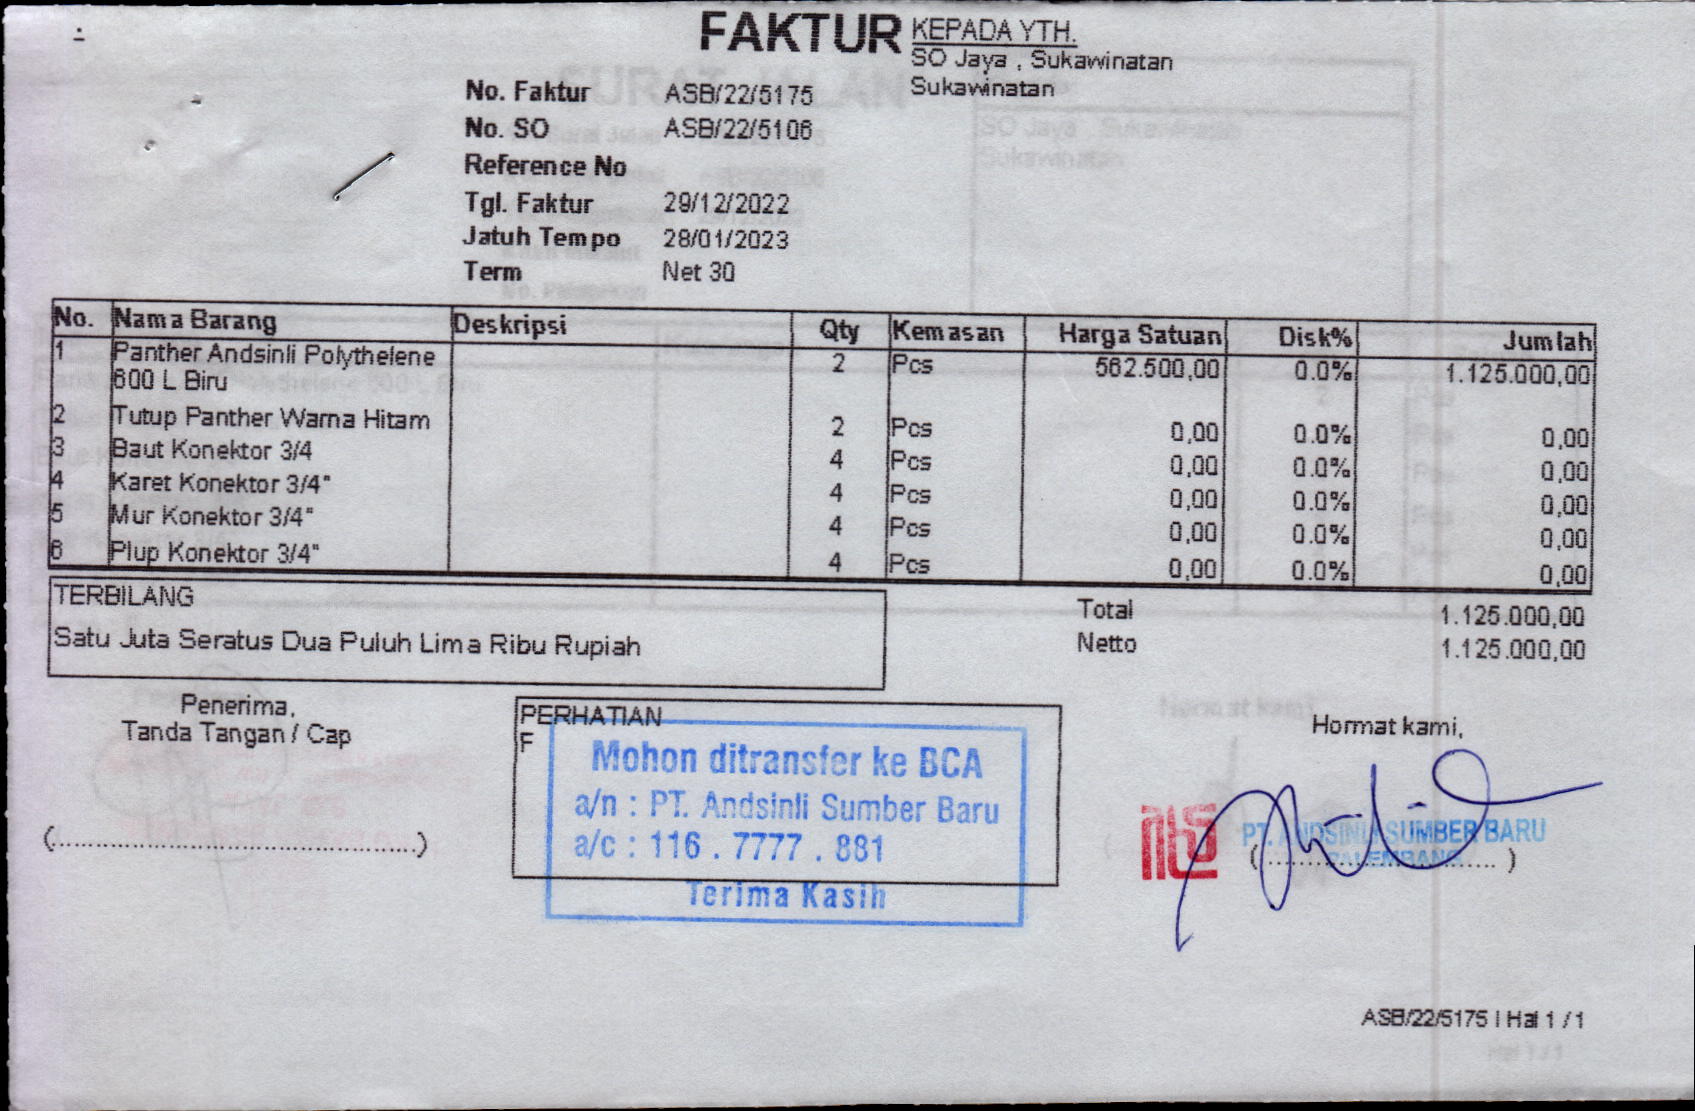 FAKTUR
KEPADA YTH.
SO Jaya , Sukawinatan
Sukawinatan
No. Faktur ASB/22/5175
No. SO ASB/22/5106
Reference No
Tgl. Faktur 29/12/2022
Jatuh Tempo 28/01/2023
Term Net 30
No. Nama Barang Deskripsi Qty Kemasan Harga Satuan Disk% Jumlah
1 Panther Andsinli Polythelene 2 Pcs 562.500,00 0.0% 1.125.000,00
600 L Biru
2 Tutup Panther Warna Hitam 2 Pcs 0,00 0.0% 0,00
3 Baut Konektor 3/4 4 Pcs 0,00 0.0% 0,00
4 Karet Konektor 3/4" 4 Pcs 0,00 0.0% 0,00
5 Mur Konektor 3/4" 4 Pcs 0,00 0.0% 0,00
6 Plup Konektor 3/4" 4 Pcs 0,00 0.0% 0,00
TERBILANG
Satu Juta Seratus Dua Puluh Lima Ribu Rupiah
Total 1.125.000,00
Netto 1.125.000,00
Penerima,
Tanda Tangan / Cap
(..................................................)
PERHATIAN
F
Mohon ditransfer ke BCA
a/n : PT. Andsinli Sumber Baru
a/c : 116 . 7777 . 881
Terima Kasih
Hormat kami,
PT. ANDSINLI SUMBER BARU
PALEMBANG
(................................)
ASB/22/5175 | Hal 1 / 1